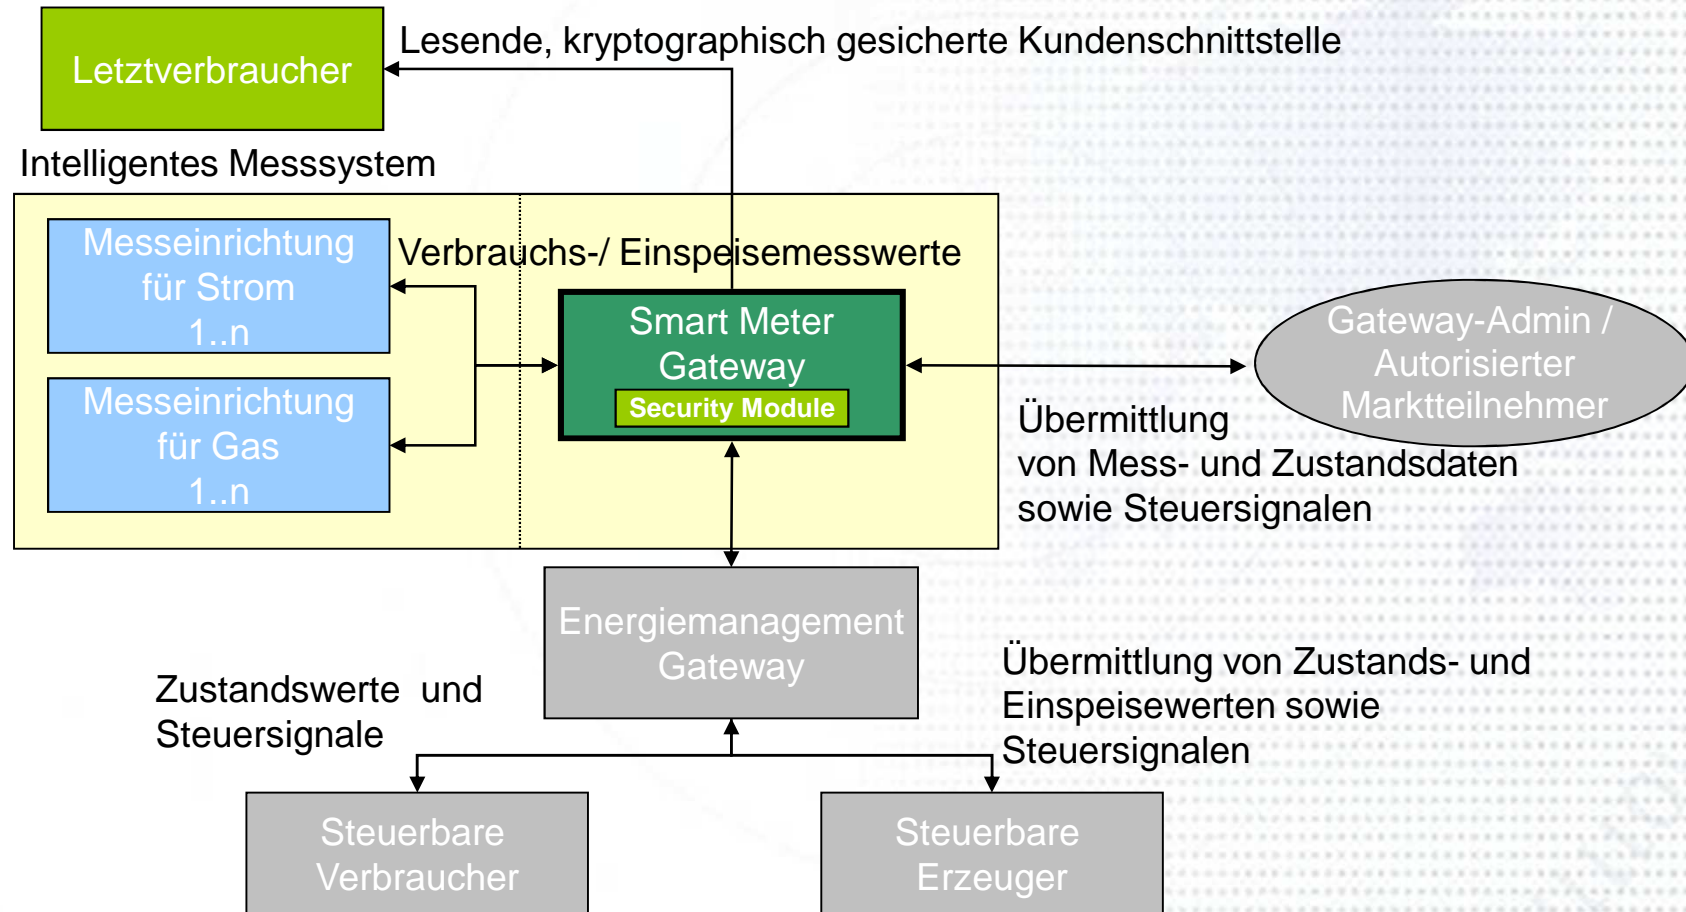 Letztverbraucher
Lesende, kryptographisch gesicherte Kundenschnittstelle
Intelligentes Messsystem
Messeinrichtung
für Strom
1..n
Verbrauchs-/ Einspeisemesswerte
Messeinrichtung
für Gas
1..n
Smart Meter
Gateway
Security Module
Gateway-Admin /
Autorisierter
Marktteilnehmer
Übermittlung
von Mess- und Zustandsdaten
sowie Steuersignalen
Energiemanagement
Gateway
Zustandswerte und
Steuersignale
Übermittlung von Zustands- und
Einspeisewerten sowie
Steuersignalen
Steuerbare
Verbraucher
Steuerbare
Erzeuger